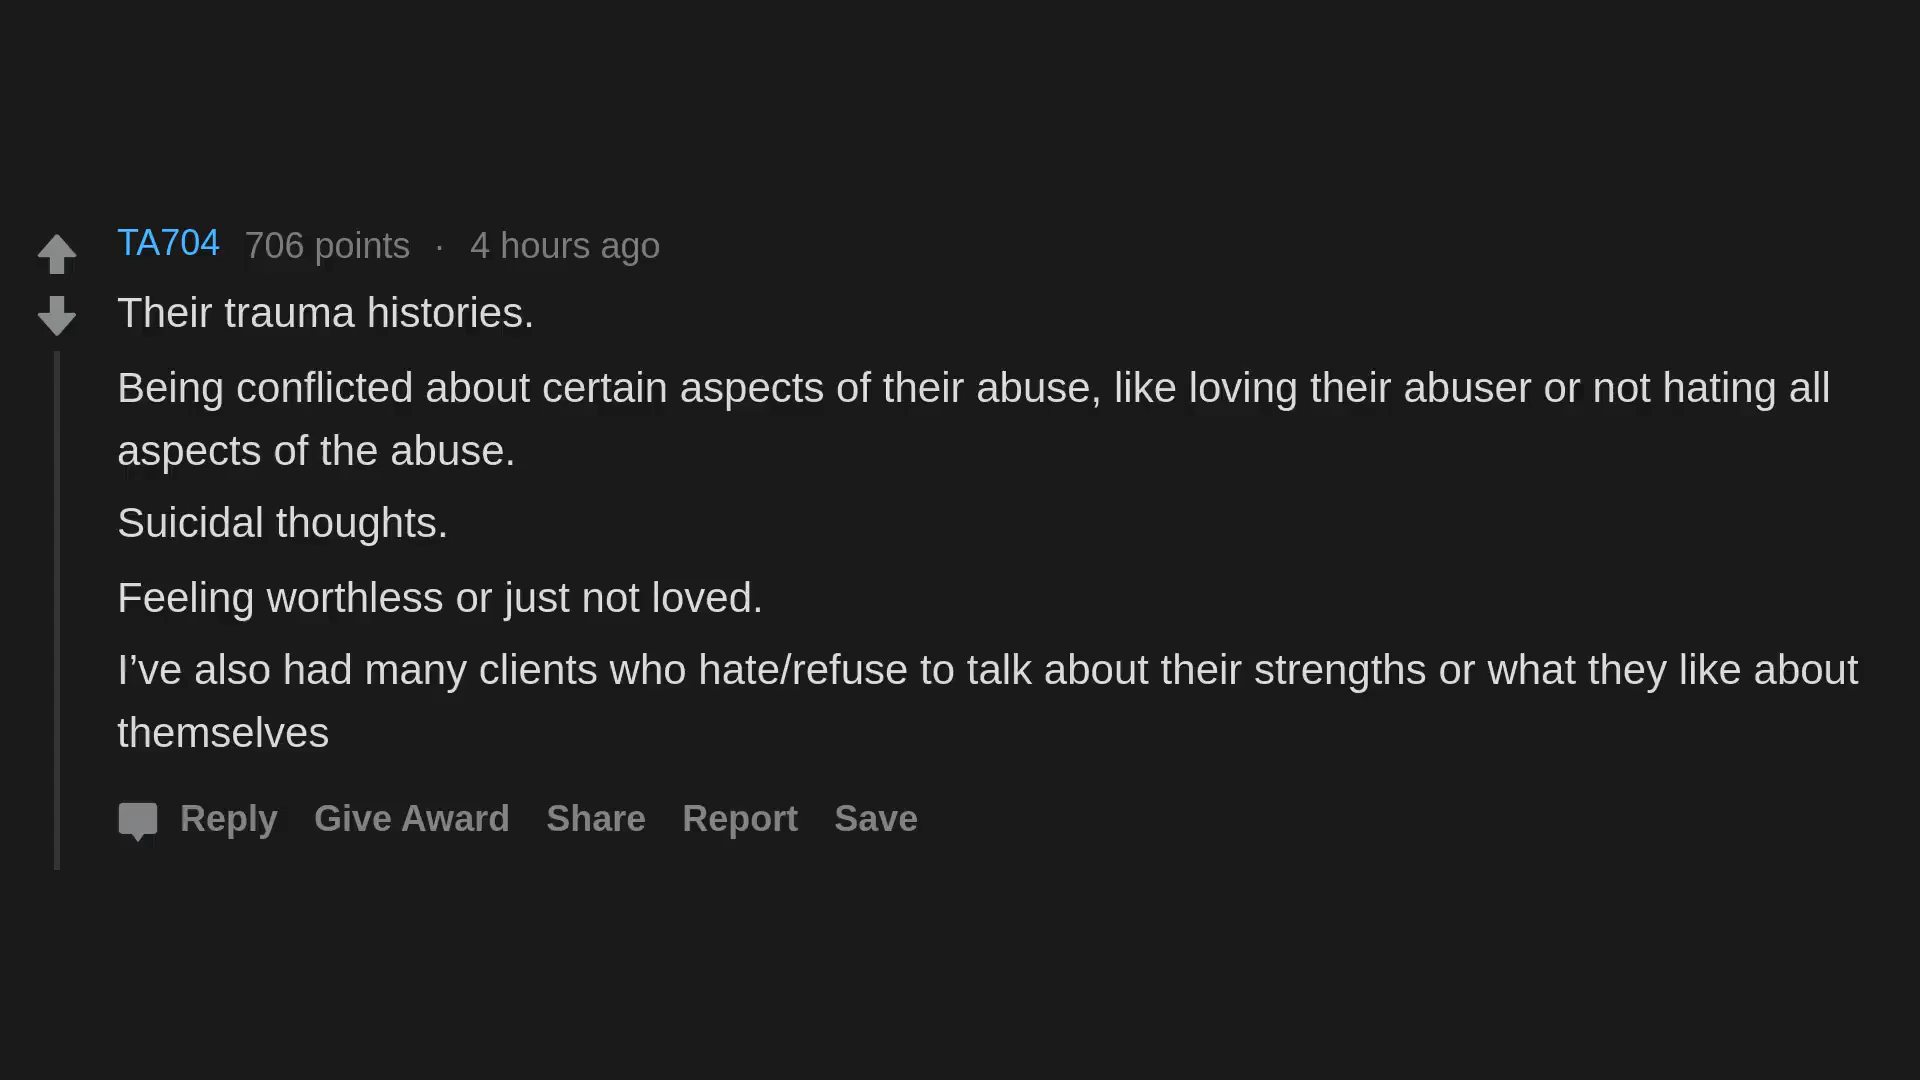 TA704 706 points · 4 hours ago
Their trauma histories.
Being conflicted about certain aspects of their abuse, like loving their abuser or not hating all
aspects of the abuse.
Suicidal thoughts.
Feeling worthless or just not loved.
I’ve also had many clients who hate/refuse to talk about their strengths or what they like about
themselves
Reply Give Award Share Report Save